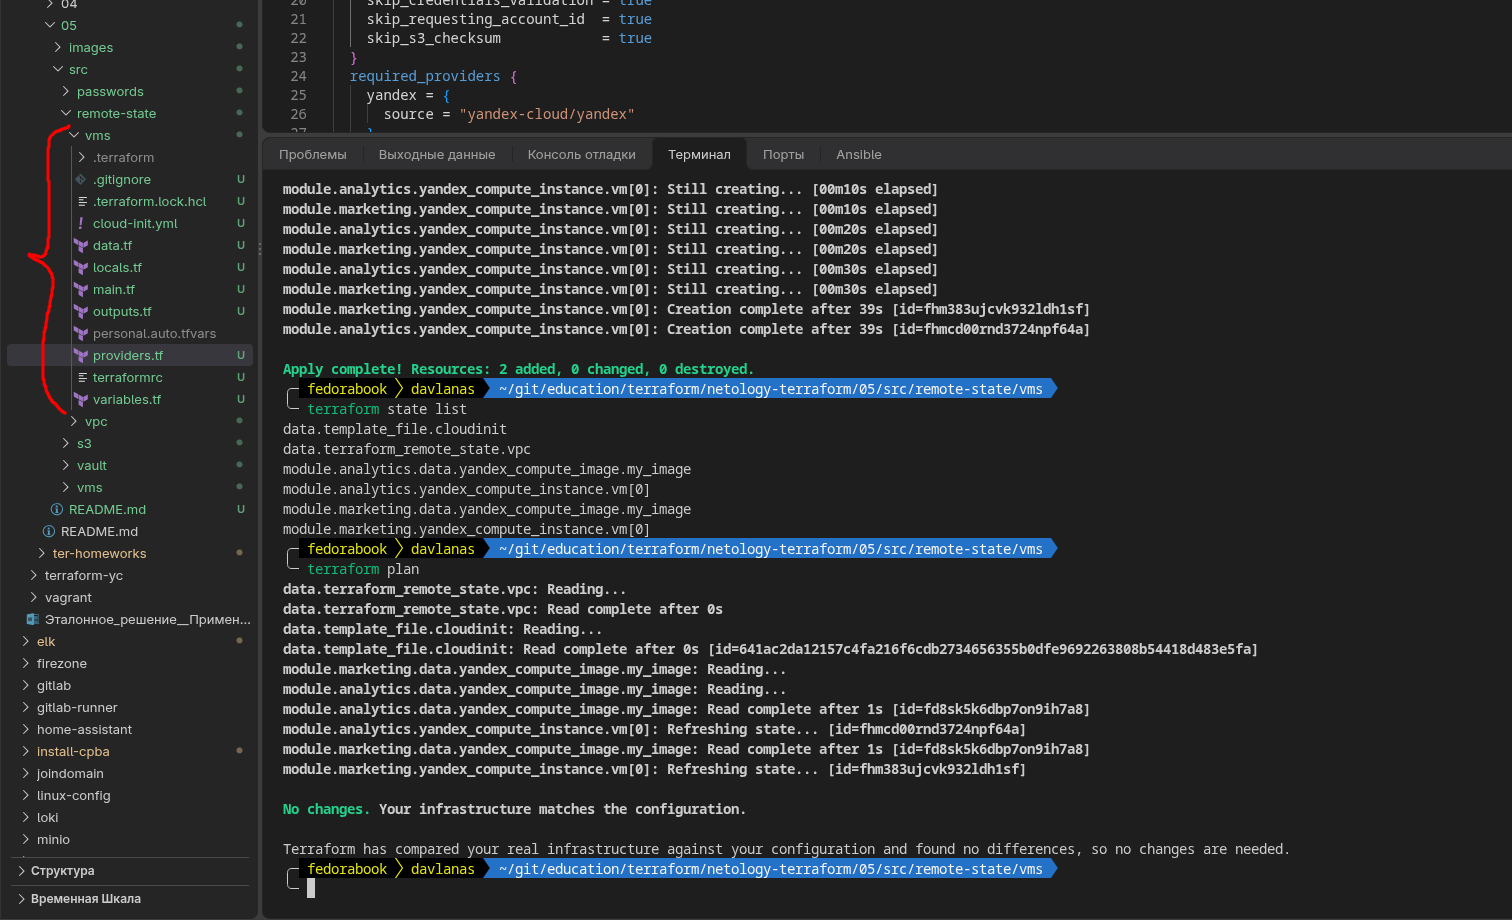 04
05
images
src
passwords
remote-state
vms
.terraform
.gitignore U
.terraform.lock.hcl U
cloud-init.yml U
data.tf U
locals.tf U
main.tf U
outputs.tf U
personal.auto.tfvars
providers.tf U
terraformrc U
variables.tf U
vpc
s3
vault
vms
README.md U
README.md
ter-homeworks
terraform-yc
vagrant
Эталонное_решение__Примен...
elk
firezone
gitlab
gitlab-runner
home-assistant
install-cpba
joindomain
linux-config
loki
minio
Структура
Временная Шкала
20 skip_credentials_validation = true
21 skip_requesting_account_id = true
22 skip_s3_checksum = true
23 }
24 required_providers {
25 yandex = {
26 source = "yandex-cloud/yandex"
27 }
Проблемы Выходные данные Консоль отладки Терминал Порты Ansible
module.analytics.yandex_compute_instance.vm[0]: Still creating... [00m10s elapsed]
module.marketing.yandex_compute_instance.vm[0]: Still creating... [00m10s elapsed]
module.analytics.yandex_compute_instance.vm[0]: Still creating... [00m20s elapsed]
module.marketing.yandex_compute_instance.vm[0]: Still creating... [00m20s elapsed]
module.analytics.yandex_compute_instance.vm[0]: Still creating... [00m30s elapsed]
module.marketing.yandex_compute_instance.vm[0]: Still creating... [00m30s elapsed]
module.marketing.yandex_compute_instance.vm[0]: Creation complete after 39s [id=fhm383ujcvk932ldh1sf]
module.analytics.yandex_compute_instance.vm[0]: Creation complete after 39s [id=fhmcd00rnd3724npf64a]
Apply complete! Resources: 2 added, 0 changed, 0 destroyed.
fedorabook davlanas ~/git/education/terraform/netology-terraform/05/src/remote-state/vms
terraform state list
data.template_file.cloudinit
data.terraform_remote_state.vpc
module.analytics.data.yandex_compute_image.my_image
module.analytics.yandex_compute_instance.vm[0]
module.marketing.data.yandex_compute_image.my_image
module.marketing.yandex_compute_instance.vm[0]
fedorabook davlanas ~/git/education/terraform/netology-terraform/05/src/remote-state/vms
terraform plan
data.terraform_remote_state.vpc: Reading...
data.terraform_remote_state.vpc: Read complete after 0s
data.template_file.cloudinit: Reading...
data.template_file.cloudinit: Read complete after 0s [id=641ac2da12157c4fa216f6cdb2734656355b0dfe9692263808b54418d483e5fa]
module.marketing.data.yandex_compute_image.my_image: Reading...
module.analytics.data.yandex_compute_image.my_image: Reading...
module.analytics.data.yandex_compute_image.my_image: Read complete after 1s [id=fd8sk5k6dbp7on9ih7a8]
module.analytics.yandex_compute_instance.vm[0]: Refreshing state... [id=fhmcd00rnd3724npf64a]
module.marketing.data.yandex_compute_image.my_image: Read complete after 1s [id=fd8sk5k6dbp7on9ih7a8]
module.marketing.yandex_compute_instance.vm[0]: Refreshing state... [id=fhm383ujcvk932ldh1sf]
No changes. Your infrastructure matches the configuration.
Terraform has compared your real infrastructure against your configuration and found no differences, so no changes are needed.
fedorabook davlanas ~/git/education/terraform/netology-terraform/05/src/remote-state/vms